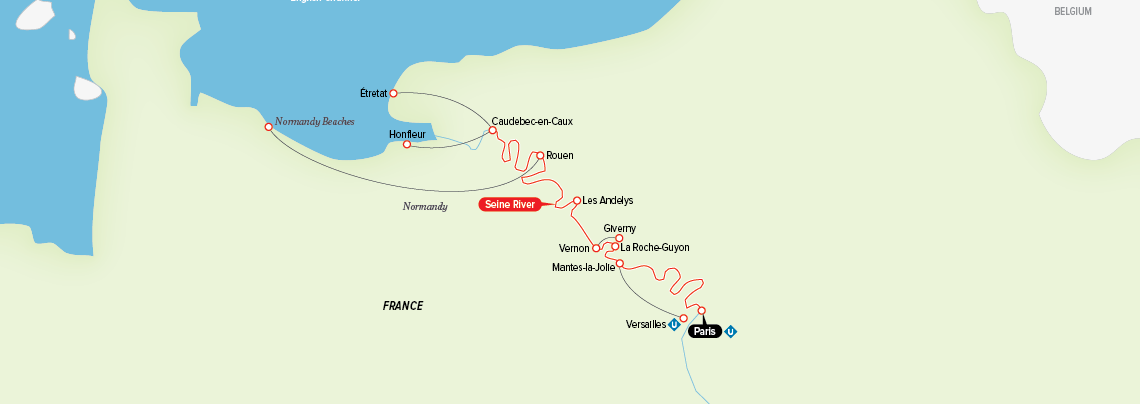 English Channel
BELGIUM
Étretat
Normandy Beaches
Caudebec-en-Caux
Honfleur
Rouen
Les Andelys
Seine River
Normandy
Giverny
Vernon
La Roche-Guyon
Mantes-la-Jolie
FRANCE
Versailles U
Paris U